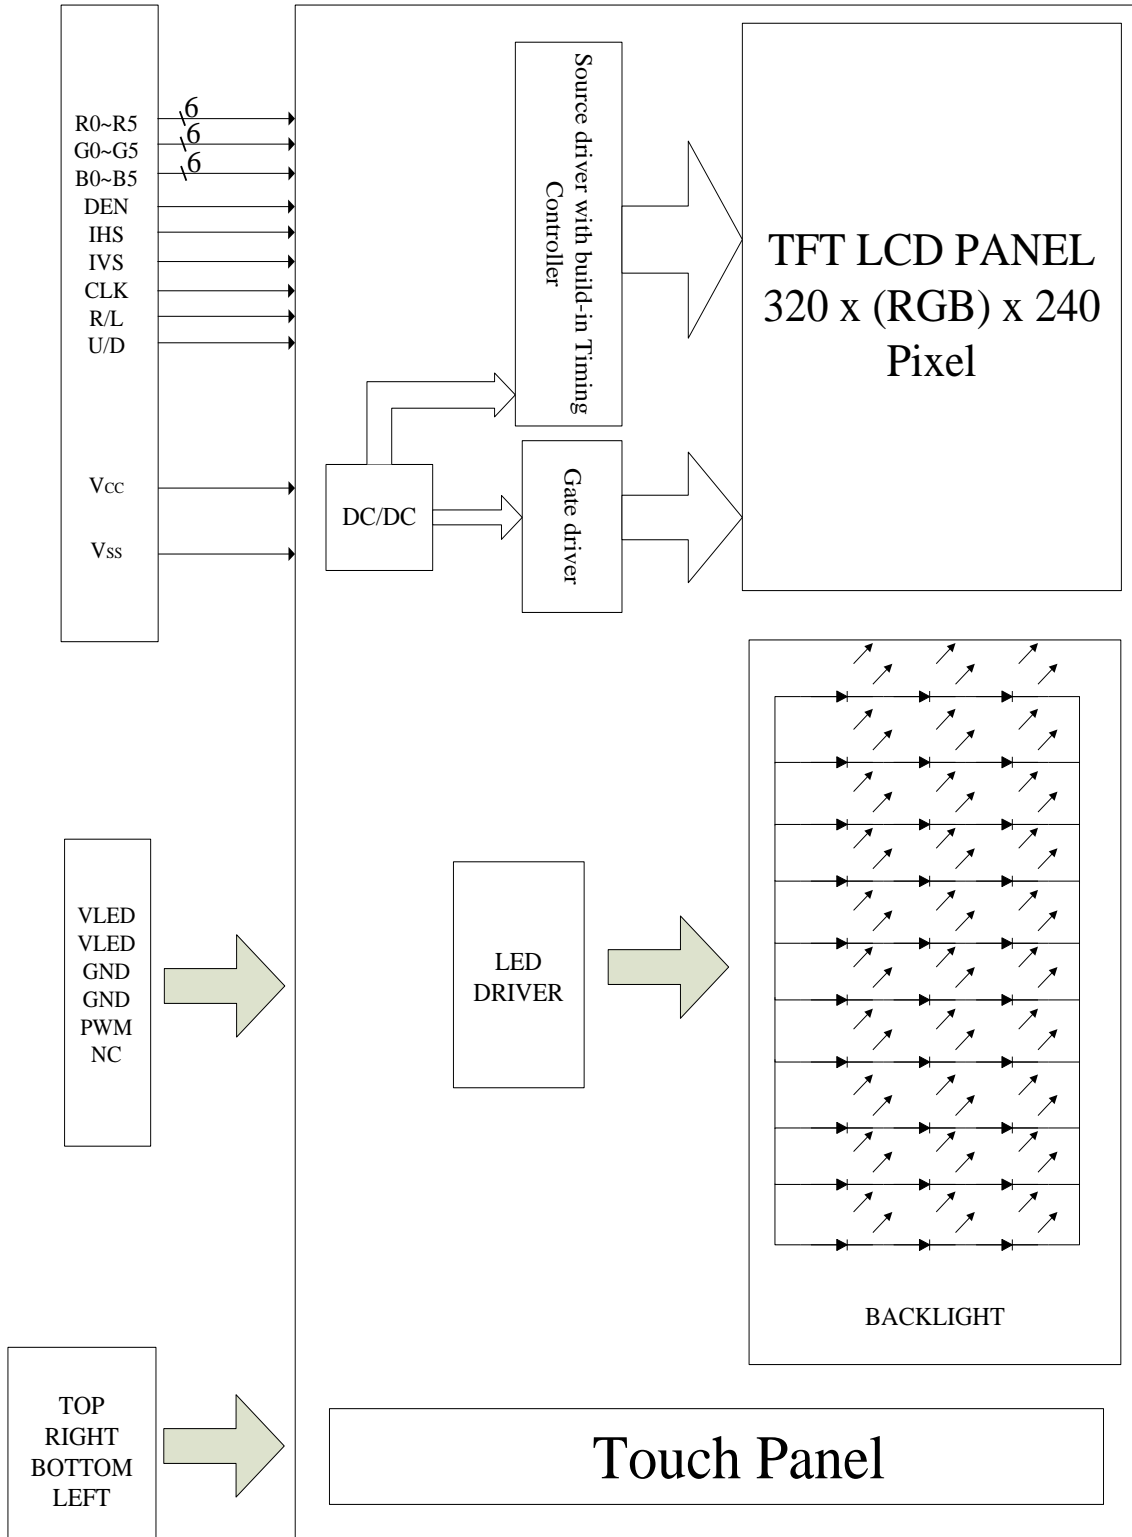 R0~R5
G0~G5
B0~B5
DEN
IHS
IVS
CLK
R/L
U/D
VCC
VSS
6
6
6
Source driver with build-in Timing
Controller
DC/DC
Gate driver
TFT LCD PANEL
320 x (RGB) x 240
Pixel
VLED
VLED
GND
GND
PWM
NC
LED
DRIVER
BACKLIGHT
TOP
RIGHT
BOTTOM
LEFT
Touch Panel